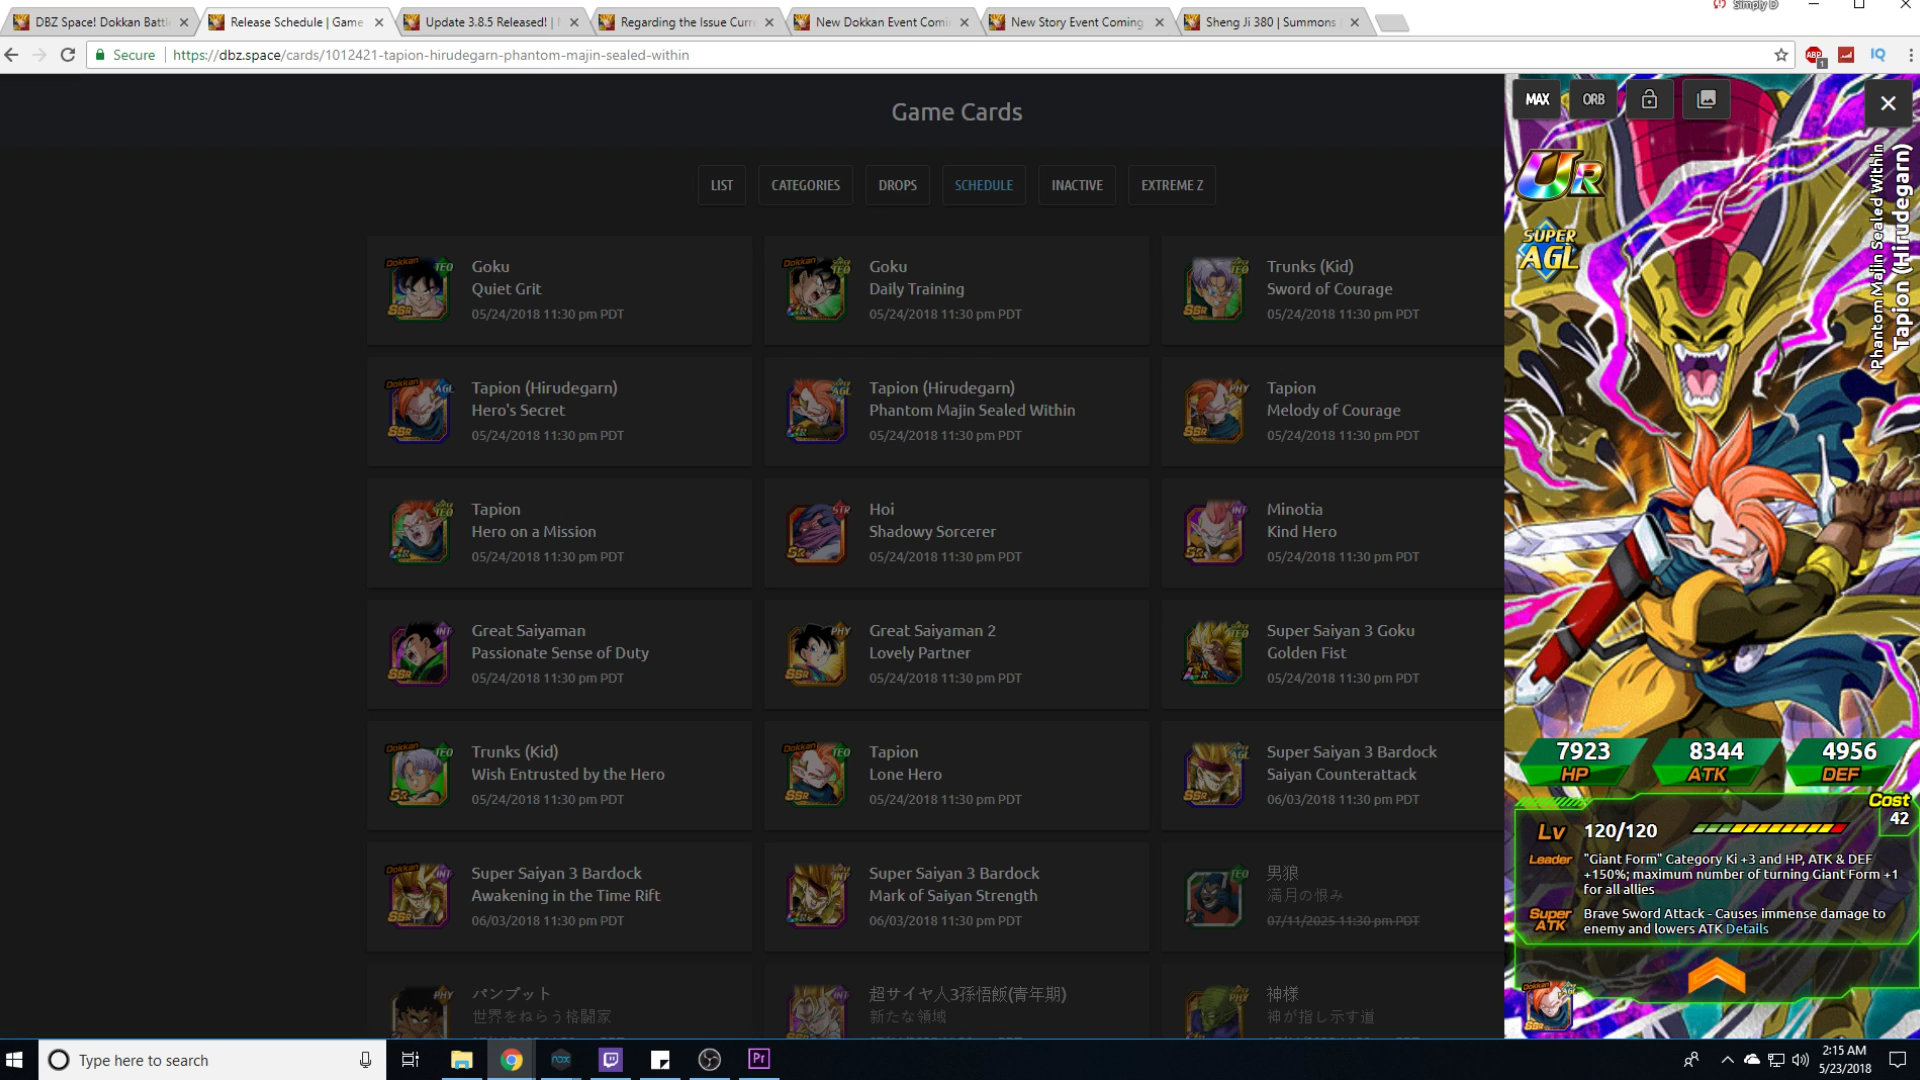 DBZ Space! Dokkan Battl
Release Schedule | Game
Update 3.8.5 Released! |
Regarding the Issue Curr
New Dokkan Event Comi
New Story Event Coming
Sheng Ji 380 | Summons
Simply D
Secure
https://dbz.space/cards/1012421-tapion-hirudegarn-phantom-majin-sealed-within
ABP
1
IQ
Game Cards
LIST
CATEGORIES
DROPS
SCHEDULE
INACTIVE
EXTREME Z
Goku
Quiet Grit
05/24/2018 11:30 pm PDT
Goku
Daily Training
05/24/2018 11:30 pm PDT
Trunks (Kid)
Sword of Courage
05/24/2018 11:30 pm PDT
Tapion (Hirudegarn)
Hero's Secret
05/24/2018 11:30 pm PDT
Tapion (Hirudegarn)
Phantom Majin Sealed Within
05/24/2018 11:30 pm PDT
Tapion
Melody of Courage
05/24/2018 11:30 pm PDT
Tapion
Hero on a Mission
05/24/2018 11:30 pm PDT
Hoi
Shadowy Sorcerer
05/24/2018 11:30 pm PDT
Minotia
Kind Hero
05/24/2018 11:30 pm PDT
Great Saiyaman
Passionate Sense of Duty
05/24/2018 11:30 pm PDT
Great Saiyaman 2
Lovely Partner
05/24/2018 11:30 pm PDT
Super Saiyan 3 Goku
Golden Fist
05/24/2018 11:30 pm PDT
Trunks (Kid)
Wish Entrusted by the Hero
05/24/2018 11:30 pm PDT
Tapion
Lone Hero
05/24/2018 11:30 pm PDT
Super Saiyan 3 Bardock
Saiyan Counterattack
06/03/2018 11:30 pm PDT
Super Saiyan 3 Bardock
Awakening in the Time Rift
06/03/2018 11:30 pm PDT
Super Saiyan 3 Bardock
Mark of Saiyan Strength
06/03/2018 11:30 pm PDT
男狼
満月の恨み
07/11/2025 11:30 pm PDT
パンプット
世界をねらう格闘家
超サイヤ人3孫悟飯(青年期)
新たな領域
神様
神が指し示す道
MAX
ORB
UR
SUPER
AGL
Phantom Majin Sealed Within
Tapion (Hirudegarn)
7923
HP
8344
ATK
4956
DEF
Cost
42
Lv 120/120
Leader "Giant Form" Category Ki +3 and HP, ATK & DEF
+150%; maximum number of turning Giant Form +1
for all allies
Super ATK Brave Sword Attack - Causes immense damage to
enemy and lowers ATK Details
Dokkan
AGL
SSR
Type here to search
nox
Pr
2:15 AM
5/23/2018